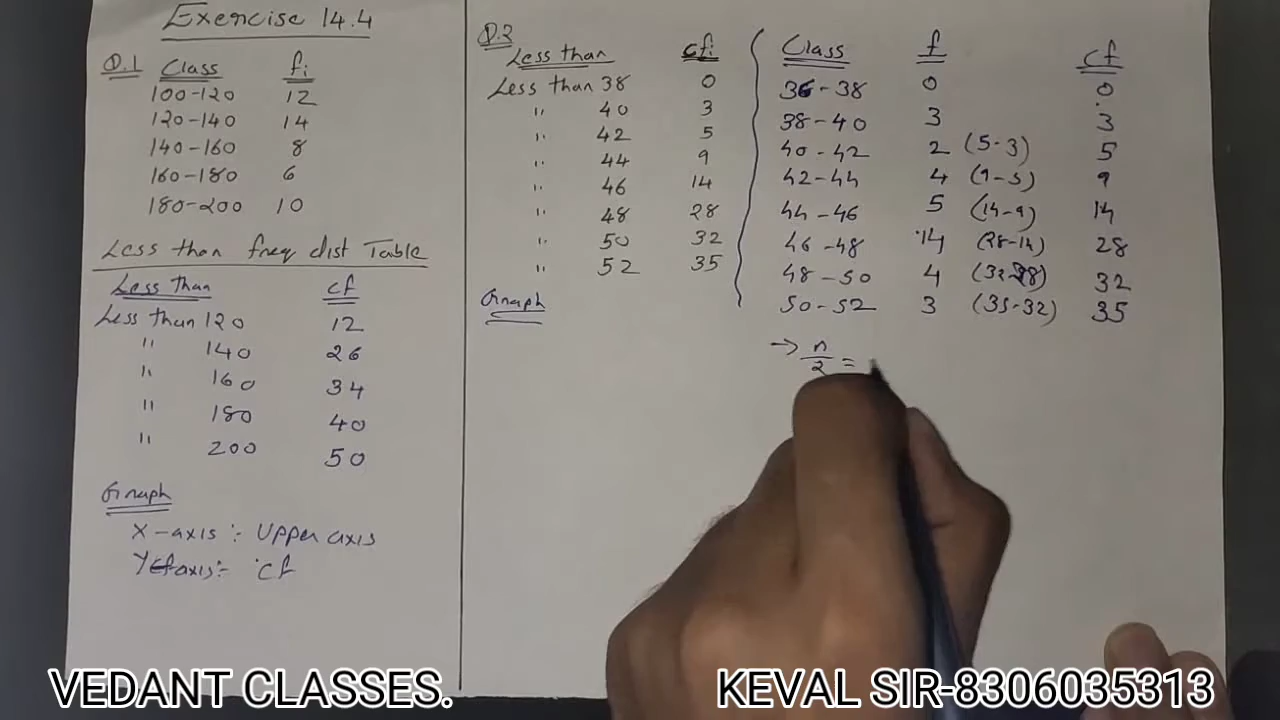 Exercise 14.4
Q.1 Class fi
100-120 12
120-140 14
140-160 8
160-180 6
180-200 10
Less than freq dist Table
Less than cf
Less than 120 12
" 140 26
" 160 34
" 180 40
" 200 50
Graph
X-axis :- Upper axis
Y axis:- cf
Q.2
Less than cfi
Less than 38 0
" 40 3
" 42 5
" 44 9
" 46 14
" 48 28
" 50 32
" 52 35
Graph
Class f cf
36-38 0 0
38-40 3 3
40-42 2 (5-3) 5
42-44 4 (9-5) 9
44-46 5 (14-9) 14
46-48 14 (28-14) 28
48-50 4 (32-28) 32
50-52 3 (35-32) 35
→ n/2 =
VEDANT CLASSES.
KEVAL SIR-8306035313